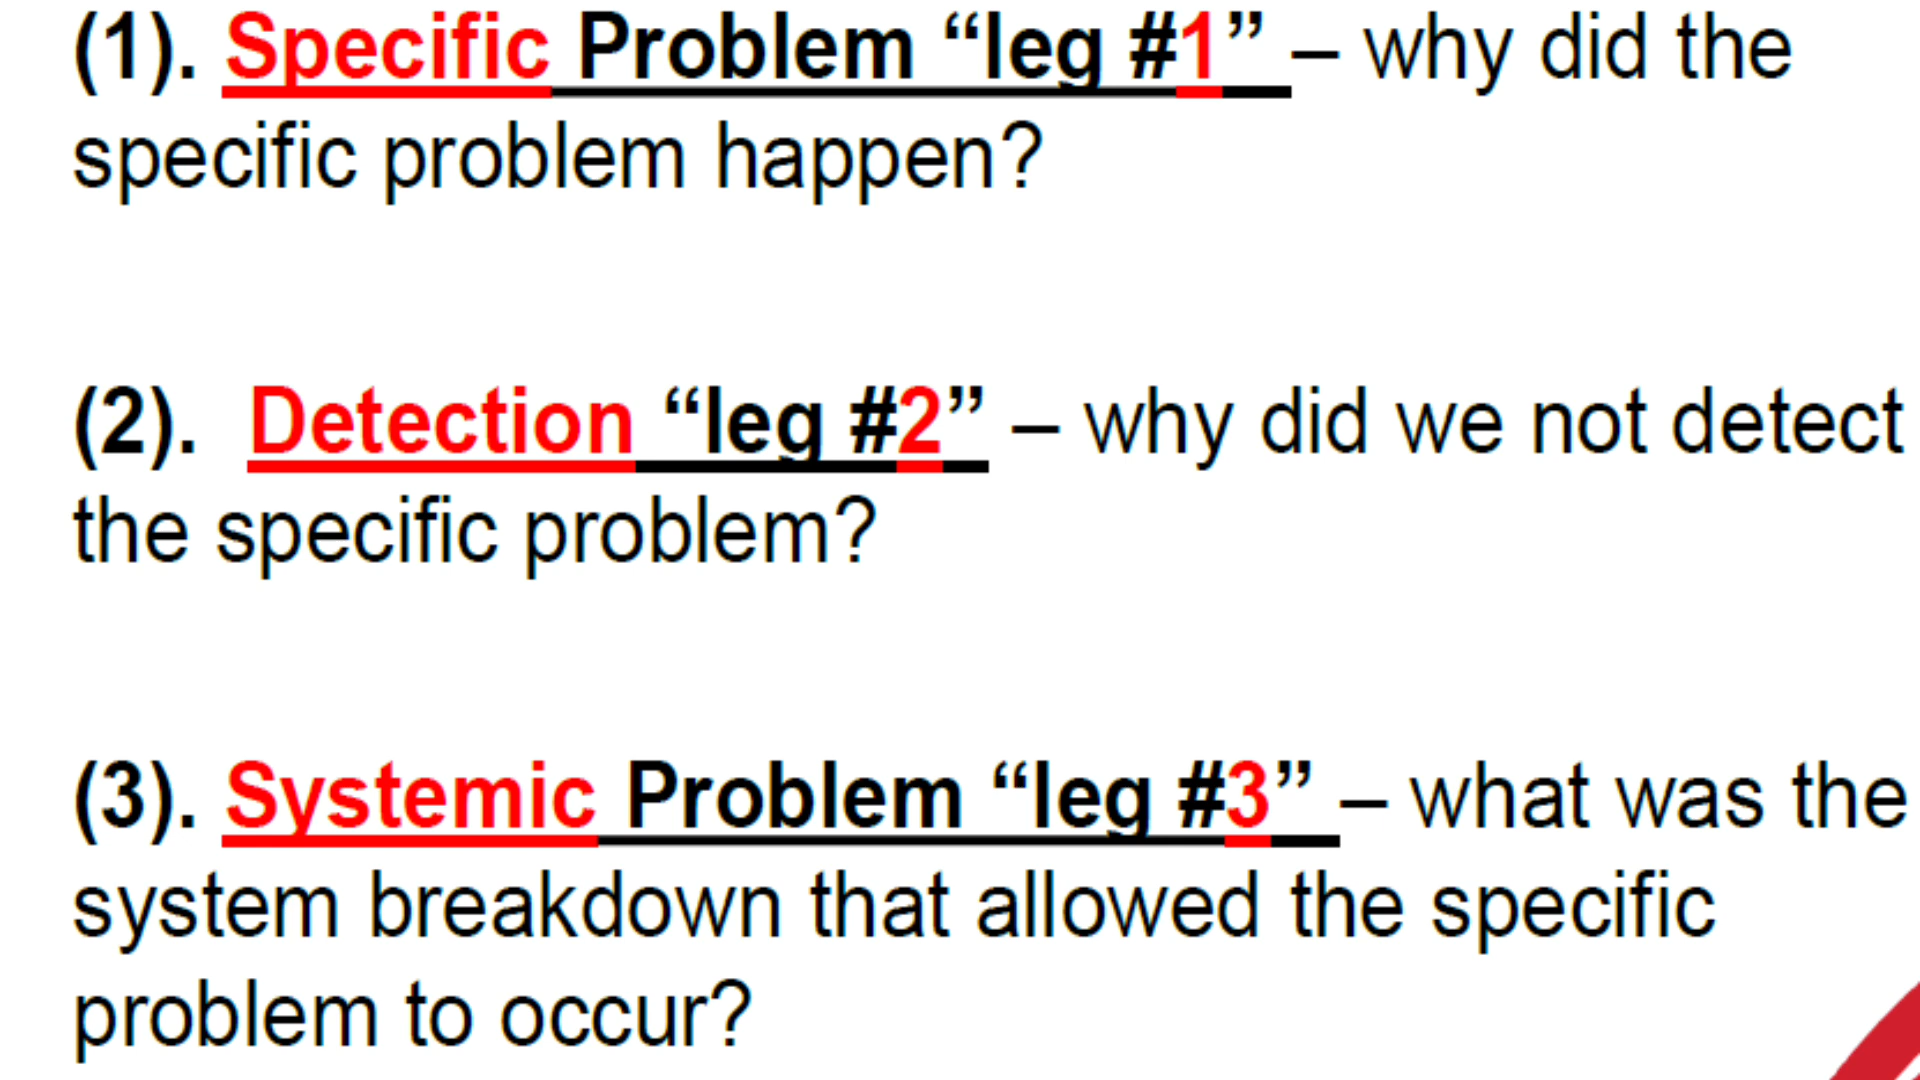 (1). Specific Problem “leg #1” – why did the
specific problem happen?
(2). Detection “leg #2” – why did we not detect
the specific problem?
(3). Systemic Problem “leg #3” – what was the
system breakdown that allowed the specific
problem to occur?